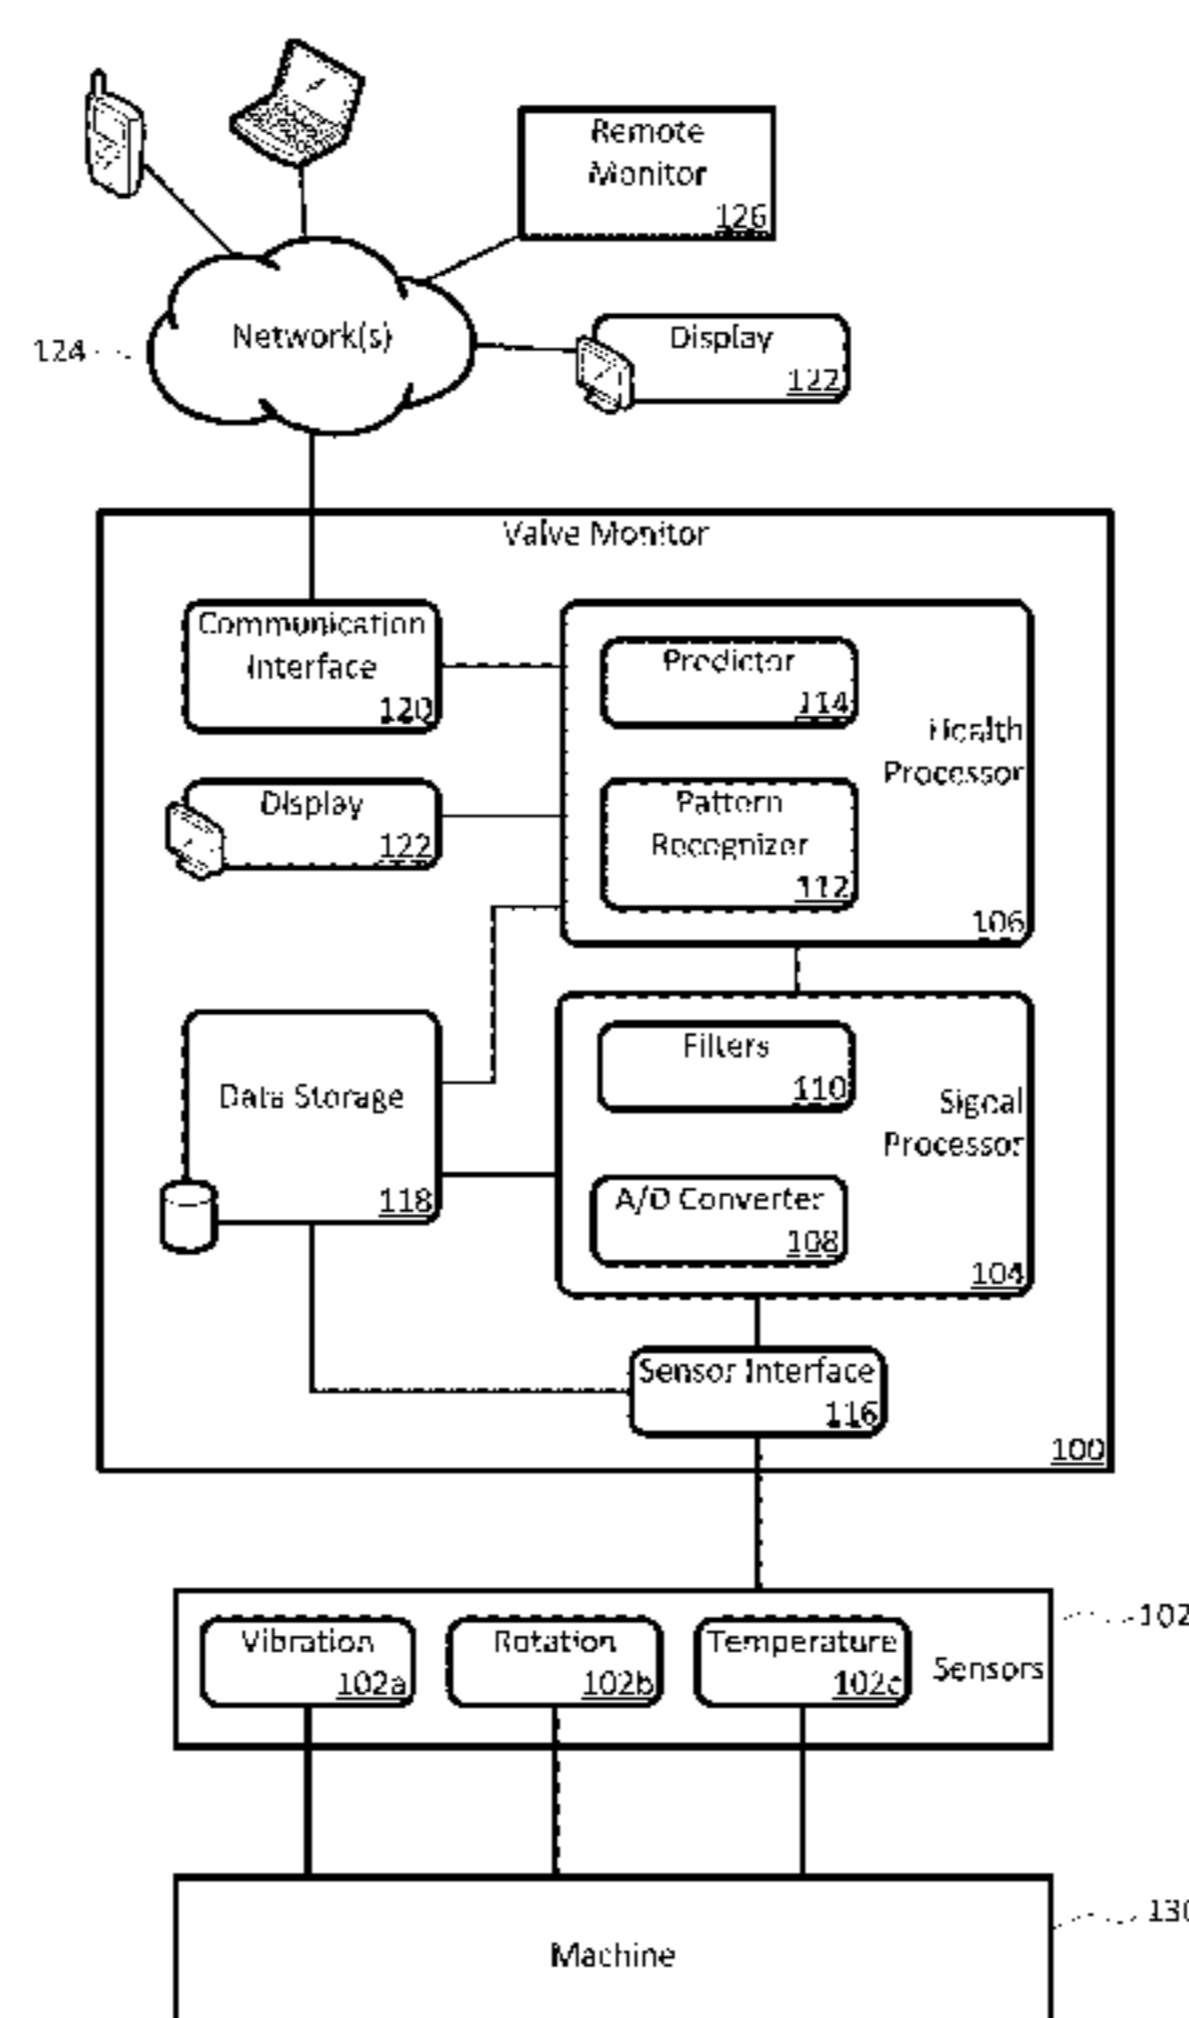 Remote
Monitor
126
Network(s)
124
Display
122
Valve Monitor
Communication
Interface
120
Predictor
114
Health
Processor
Display
122
Pattern
Recognizer
112
106
Data Storage
118
Filters
110
Signal
Processor
A/D Converter
108
104
Sensor Interface
116
100
Vibration
102a
Rotation
102b
Temperature
102c
Sensors
102
Machine
130